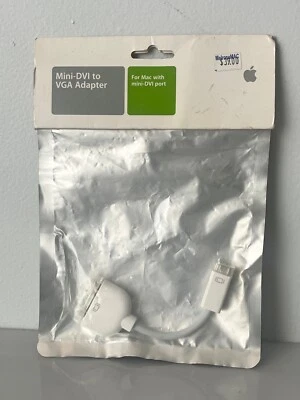 Mini-DVI to
VGA Adapter
For Mac with
mini-DVI port